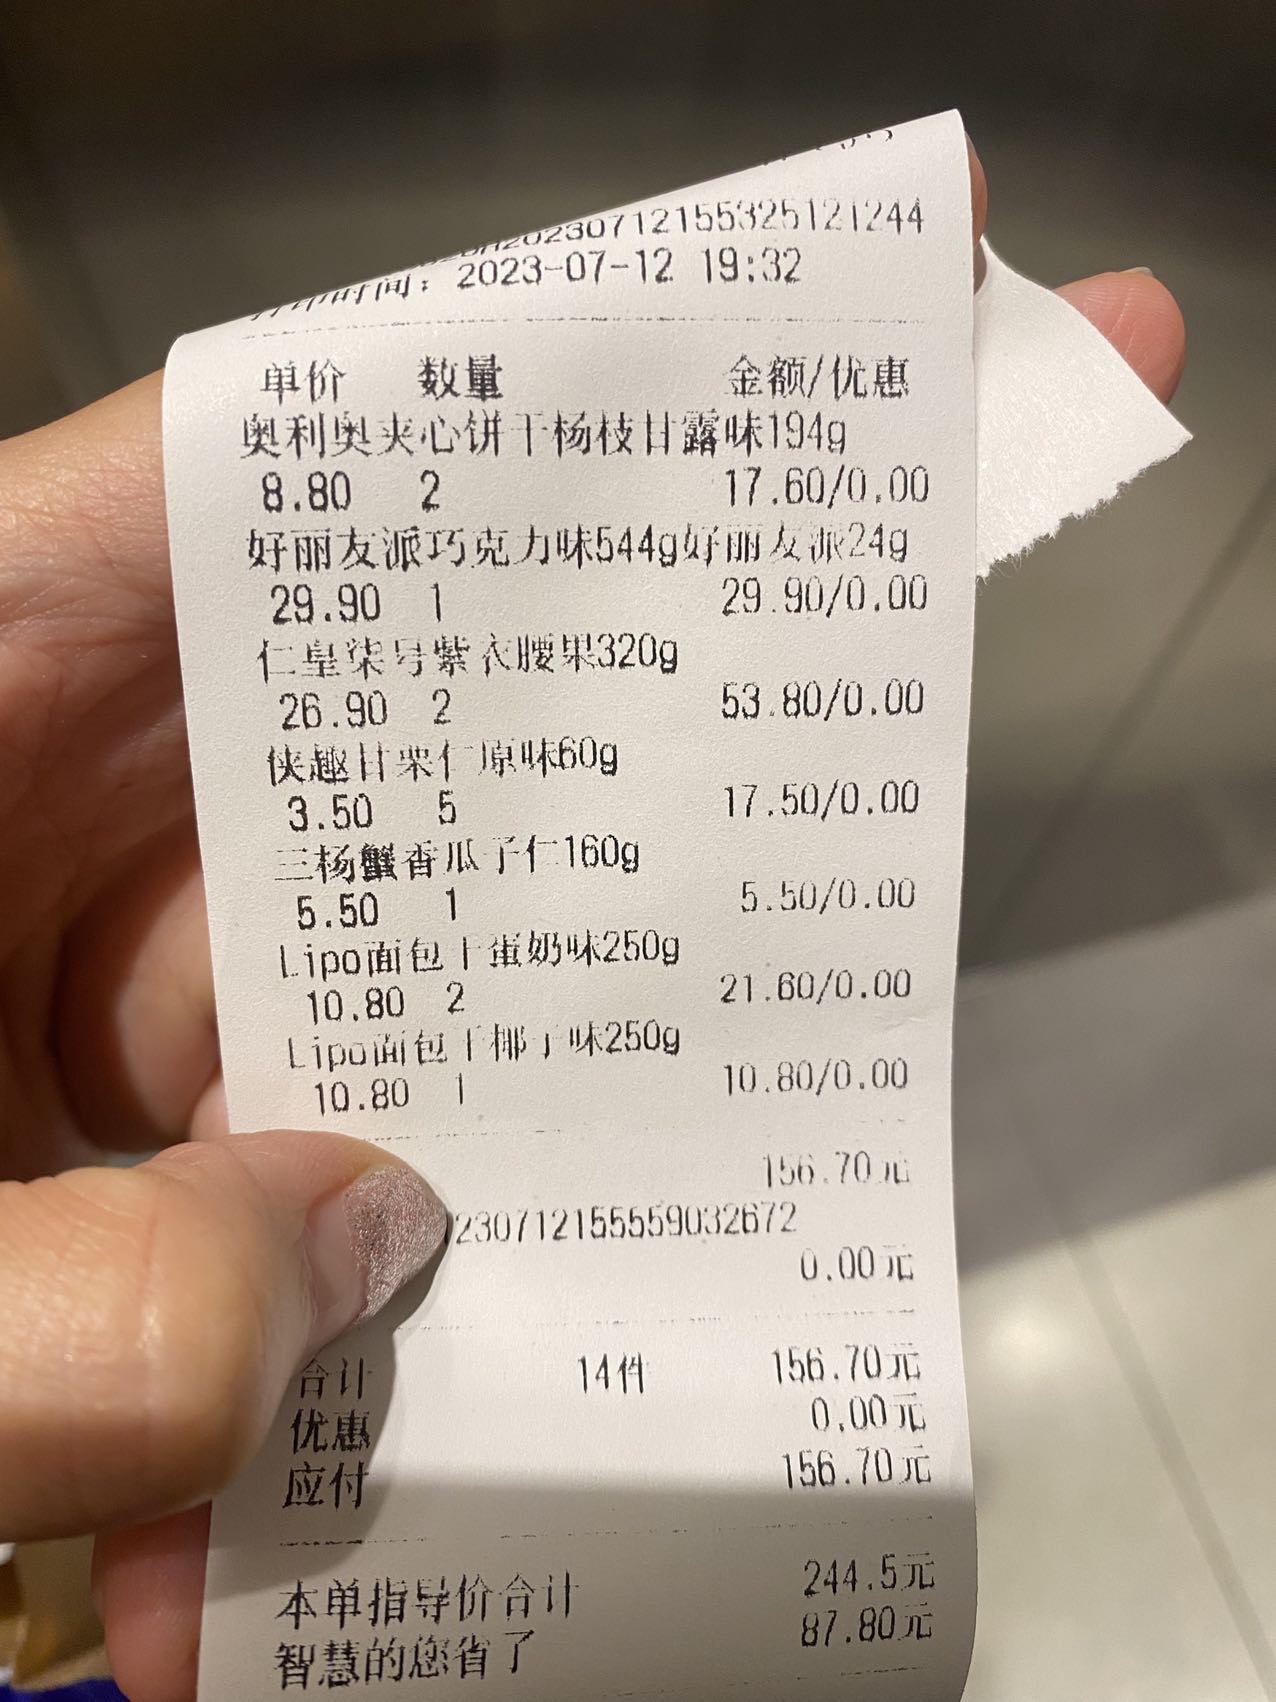 2023071215532512​1244
打印时间：2023-07-12 19:32
单价 数量 金额/优惠
奥利奥夹心饼干杨枝甘露味194g
8.80 2 17.60/0.00
好丽友派巧克力味544g好丽友派24g
29.90 1 29.90/0.00
仁皇柒号紫衣腰果320g
26.90 2 53.80/0.00
侠趣甘栗仁原味60g
3.50 5 17.50/0.00
三杨蟹香瓜子仁160g
5.50 1 5.50/0.00
Lipo面包干蛋奶味250g
10.80 2 21.60/0.00
Lipo面包干椰子味250g
10.80 1 10.80/0.00
156.70元
230712155559032672
0.00元
合计 14件 156.70元
优惠 0.00元
应付 156.70元
本单指导价合计 244.5元
智慧的您省了 87.80元